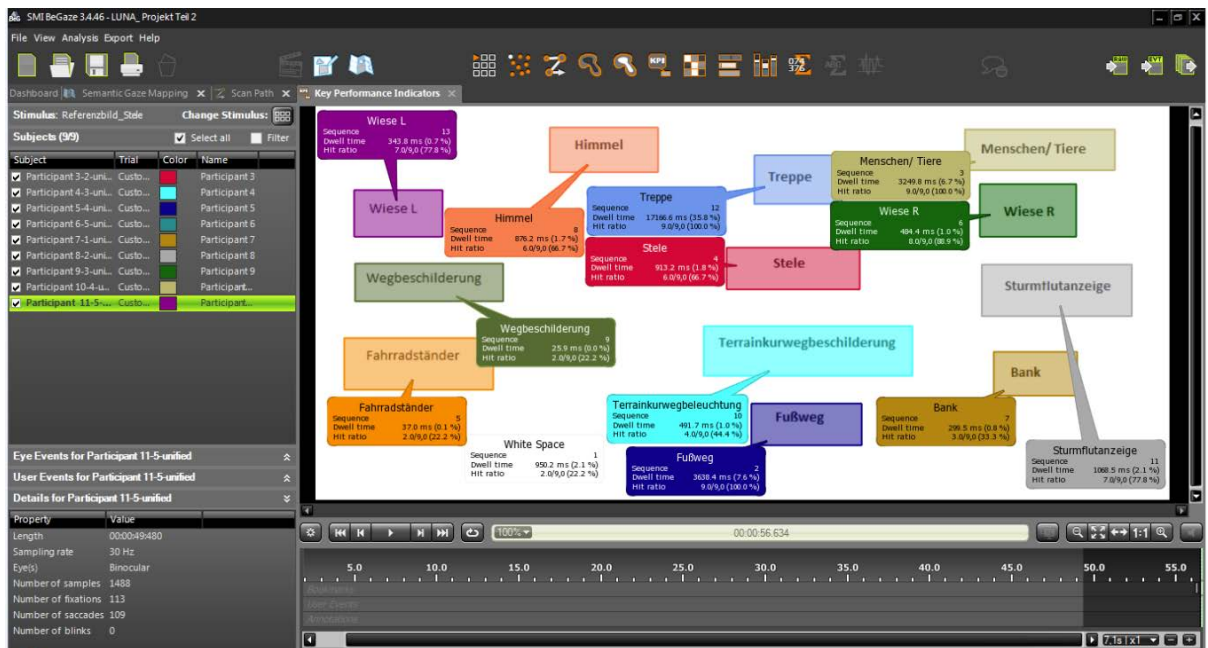 SMI BeGaze 3.4.46 - LUNA_ Projekt Teil 2
File View Analysis Export Help
Dashboard Semantic Gaze Mapping x Scan Path x Key Performance Indicators x
Stimulus: Referenzbild_Stele Change Stimulus:
Subjects (9/9) Select all Filter
Subject Trial Color Name
Participant 3-2-uni... Custo... Participant 3
Participant 4-3-uni... Custo... Participant 4
Participant 5-4-uni... Custo... Participant 5
Participant 6-5-uni... Custo... Participant 6
Participant 7-1-uni... Custo... Participant 7
Participant 8-2-uni... Custo... Participant 8
Participant 9-3-uni... Custo... Participant 9
Participant 10-4-u... Custo... Participant...
Participant 11-5-... Custo... Participant...
Eye Events for Participant 11-5-unified
User Events for Participant 11-5-unified
Details for Participant 11-5-unified
Property Value
Length 00:00:49:480
Sampling rate 30 Hz
Eye(s) Binocular
Number of samples 1488
Number of fixations 113
Number of saccades 109
Number of blinks 0
Wiese L
Sequence 13
Dwell time 343.8 ms (0.7 %)
Hit ratio 7.0/9,0 (77.8 %)
Wiese L
Himmel
Himmel
Sequence 8
Dwell time 876.2 ms (1.7 %)
Hit ratio 6.0/9,0 (66.7 %)
Treppe
Treppe
Sequence 12
Dwell time 17186.6 ms (35.8 %)
Hit ratio 9.0/9,0 (100.0 %)
Menschen/ Tiere
Menschen/ Tiere
Sequence 3
Dwell time 3249.8 ms (6.7 %)
Hit ratio 9.0/9,0 (100.0 %)
Wiese R
Sequence 6
Dwell time 484.4 ms (1.0 %)
Hit ratio 8.0/9,0 (88.9 %)
Wiese R
Stele
Sequence 4
Dwell time 913.2 ms (1.8 %)
Hit ratio 6.0/9,0 (66.7 %)
Stele
Wegbeschilderung
Wegbeschilderung
Sequence 9
Dwell time 25.9 ms (0.0 %)
Hit ratio 2.0/9,0 (22.2 %)
Sturmflutanzeige
Fahrradständer
Fahrradständer
Sequence 5
Dwell time 37.0 ms (0.1 %)
Hit ratio 2.0/9,0 (22.2 %)
Terrainkurwegbeschilderung
Terrainkurwegbeleuchtung
Sequence 10
Dwell time 491.7 ms (1.0 %)
Hit ratio 4.0/9,0 (44.4 %)
Bank
Bank
Sequence 7
Dwell time 299.5 ms (0.8 %)
Hit ratio 3.0/9,0 (33.3 %)
Fußweg
White Space
Sequence 1
Dwell time 950.2 ms (2.1 %)
Hit ratio 2.0/9,0 (22.2 %)
Fußweg
Sequence 2
Dwell time 3638.4 ms (7.6 %)
Hit ratio 9.0/9,0 (100.0 %)
Sturmflutanzeige
Sequence 11
Dwell time 1068.5 ms (2.1 %)
Hit ratio 7.0/9,0 (77.8 %)
100% 00:00:56.634 1:1
5.0 10.0 15.0 20.0 25.0 30.0 35.0 40.0 45.0 50.0 55.0
Bookmarks
User Events
Annotations
7.1s | x1